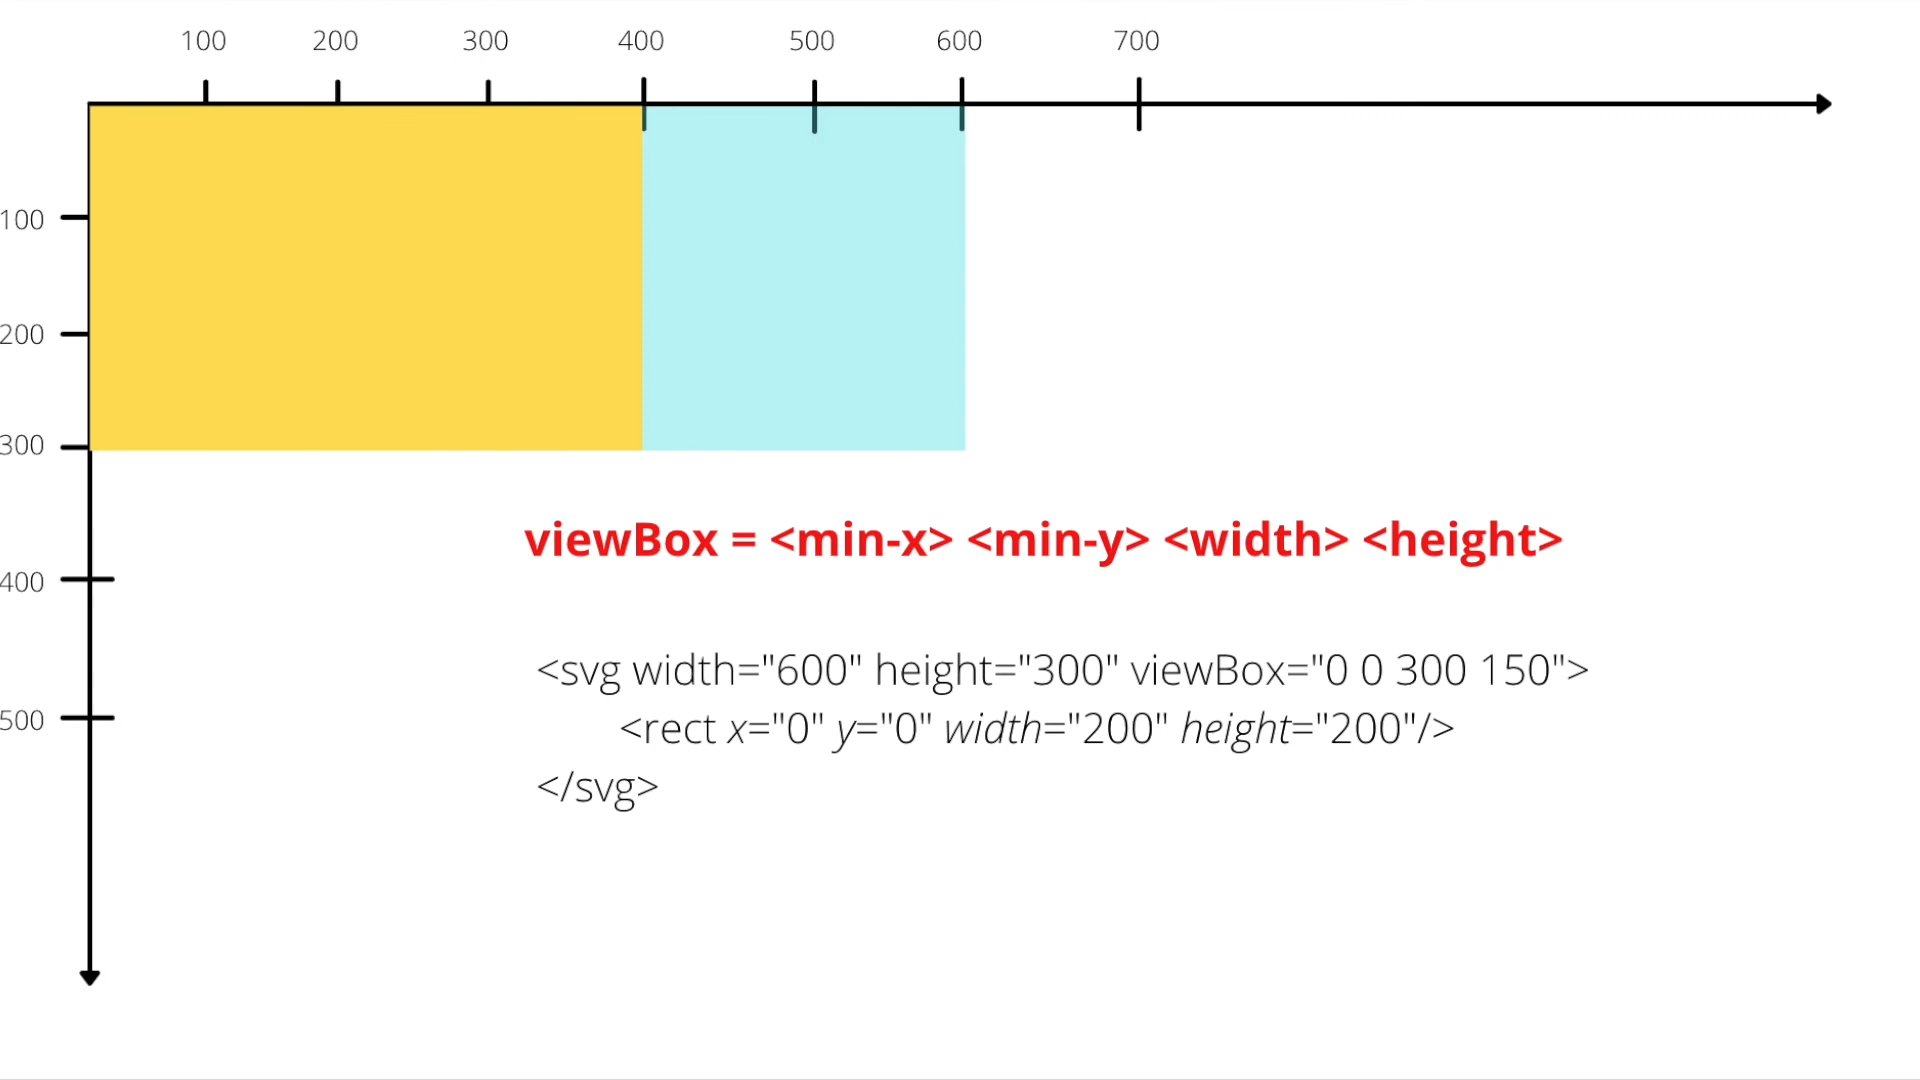 100 200 300 400 500 600 700
100
200
300
400
500
viewBox = <min-x> <min-y> <width> <height>
<svg width="600" height="300" viewBox="0 0 300 150">
<rect x="0" y="0" width="200" height="200"/>
</svg>